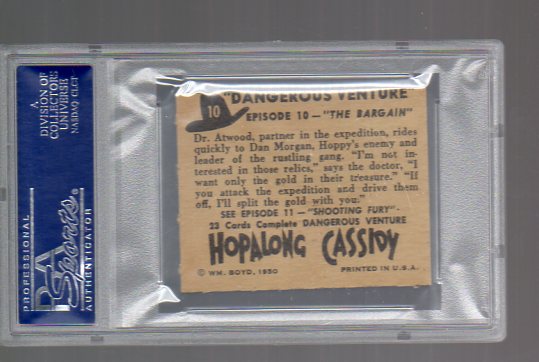 A
DIVISION OF
COLLECTORS
UNIVERSE
NASDAQ: CLCT
PROFESSIONAL
PSA
Sports
AUTHENTICATOR
10
"DANGEROUS VENTURE
EPISODE 10 — "THE BARGAIN"
Dr. Atwood, partner in the expedition, rides
quickly to Dan Morgan, Hoppy's enemy and
leader of the rustling gang. "I'm not in-
terested in those relics," says the doctor, "I
want only the gold in their treasure." "If
you attack the expedition and drive them
off, I'll split the gold with you."
SEE EPISODE 11 — "SHOOTING FURY"-
23 Cards Complete DANGEROUS VENTURE
HOPALONG CASSIDY
© WM. BOYD, 1950 PRINTED IN U.S.A.